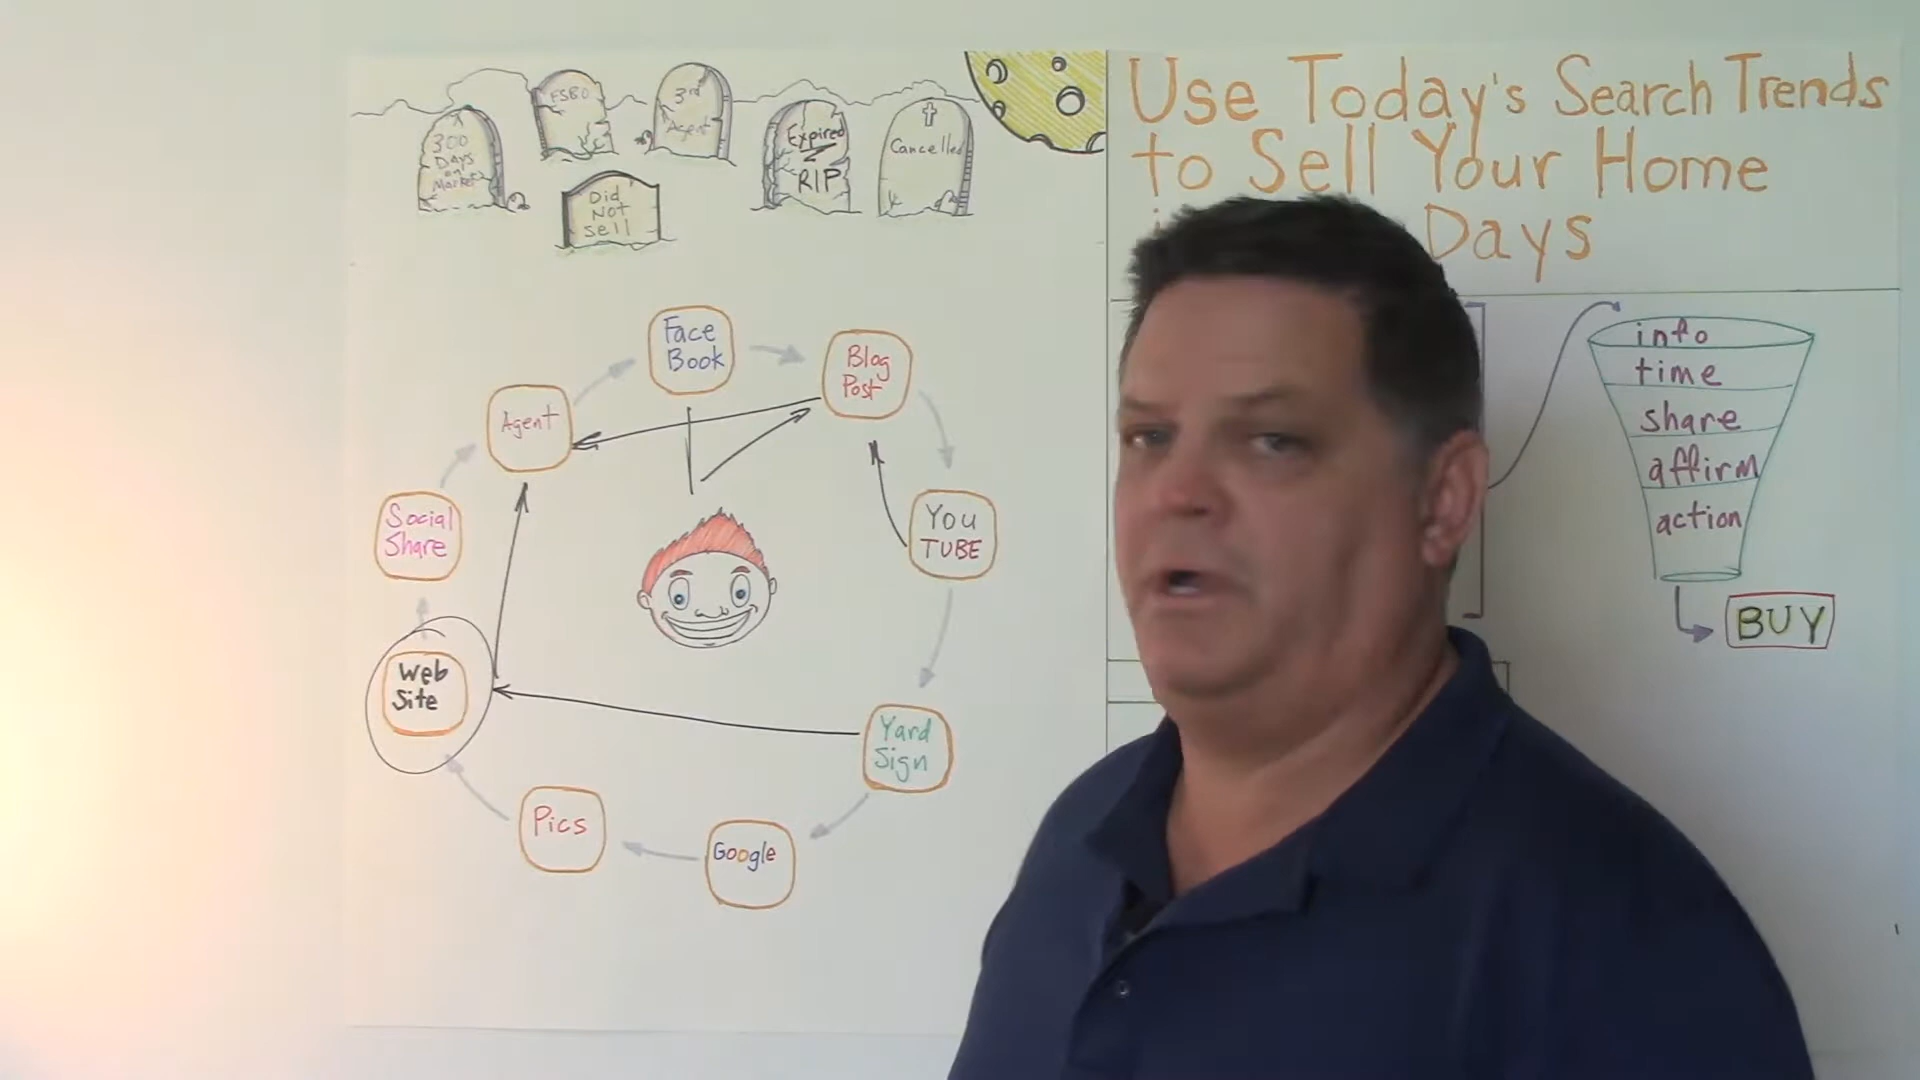 300
Days
on
Market
FSBO
3rd
Agent
Expired
RIP
Cancelled
Did
Not
Sell
Use Today's Search Trends
to Sell Your Home
Days
Face
Book
Blog
Post
Agent
You
TUBE
Social
Share
Web
Site
Yard
Sign
Pics
Google
info
time
share
affirm
action
BUY